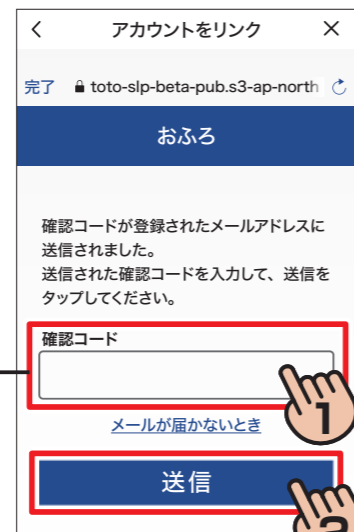 アカウントをリンク
完了 toto-slp-beta-pub.s3-ap-north
おふろ
確認コードが登録されたメールアドレスに
送信されました。
送信された確認コードを入力して、送信を
タップしてください。
確認コード
1
メールが届かないとき
送信
2